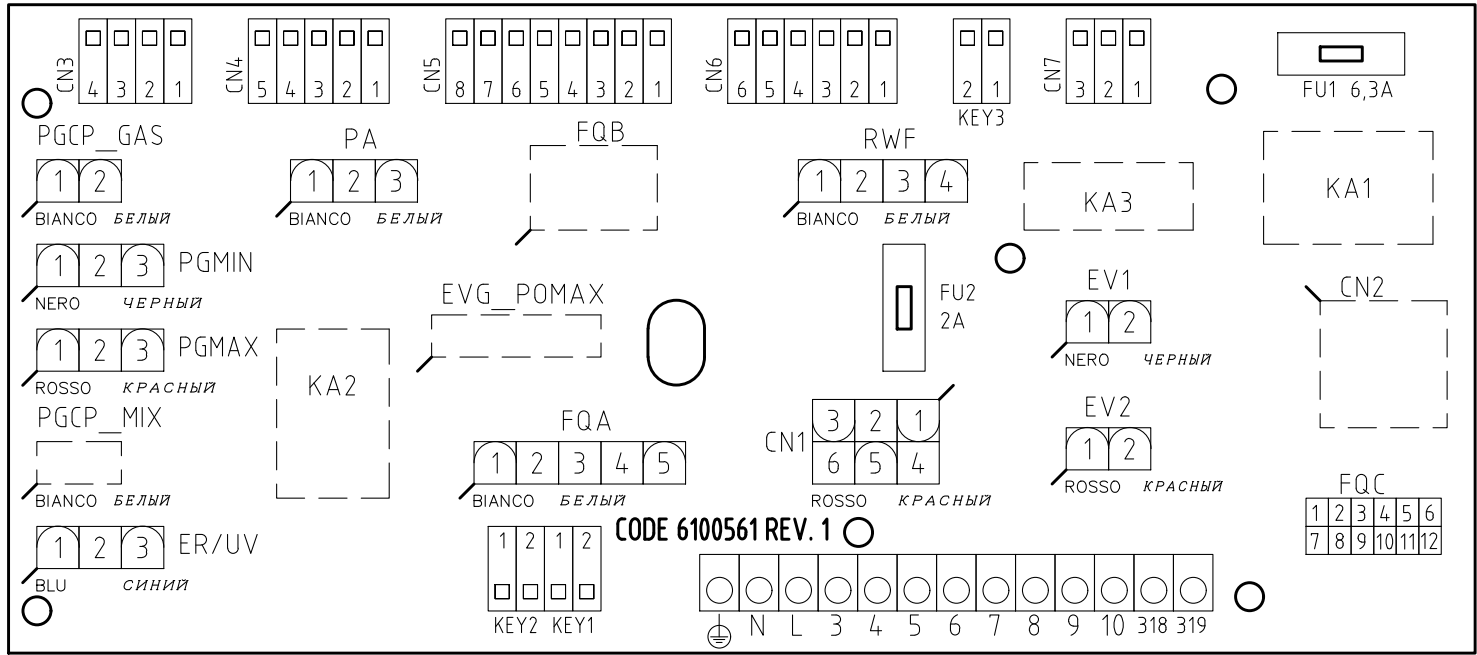 CN3 4 3 2 1
CN4 5 4 3 2 1
CN5 8 7 6 5 4 3 2 1
CN6 6 5 4 3 2 1
2 1
KEY3
CN7 3 2 1
FU1 6,3A
PGCP_GAS
1 2
BIANCO БЕЛЫЙ
PA
1 2 3
BIANCO БЕЛЫЙ
FQB
RWF
1 2 3 4
BIANCO БЕЛЫЙ
KA3
KA1
1 2 3 PGMIN
NERO ЧЕРНЫЙ
EVG_POMAX
FU2
2A
EV1
1 2
NERO ЧЕРНЫЙ
CN2
1 2 3 PGMAX
ROSSO КРАСНЫЙ
KA2
PGCP_MIX
BIANCO БЕЛЫЙ
FQA
1 2 3 4 5
BIANCO БЕЛЫЙ
CN1
3 2 1
6 5 4
ROSSO КРАСНЫЙ
EV2
1 2
ROSSO КРАСНЫЙ
FQC
1 2 3 4 5 6
7 8 9 10 11 12
1 2 3 ER/UV
BLU СИНИЙ
CODE 6100561 REV. 1
1 2 1 2
KEY2 KEY1
N L 3 4 5 6 7 8 9 10 318 319